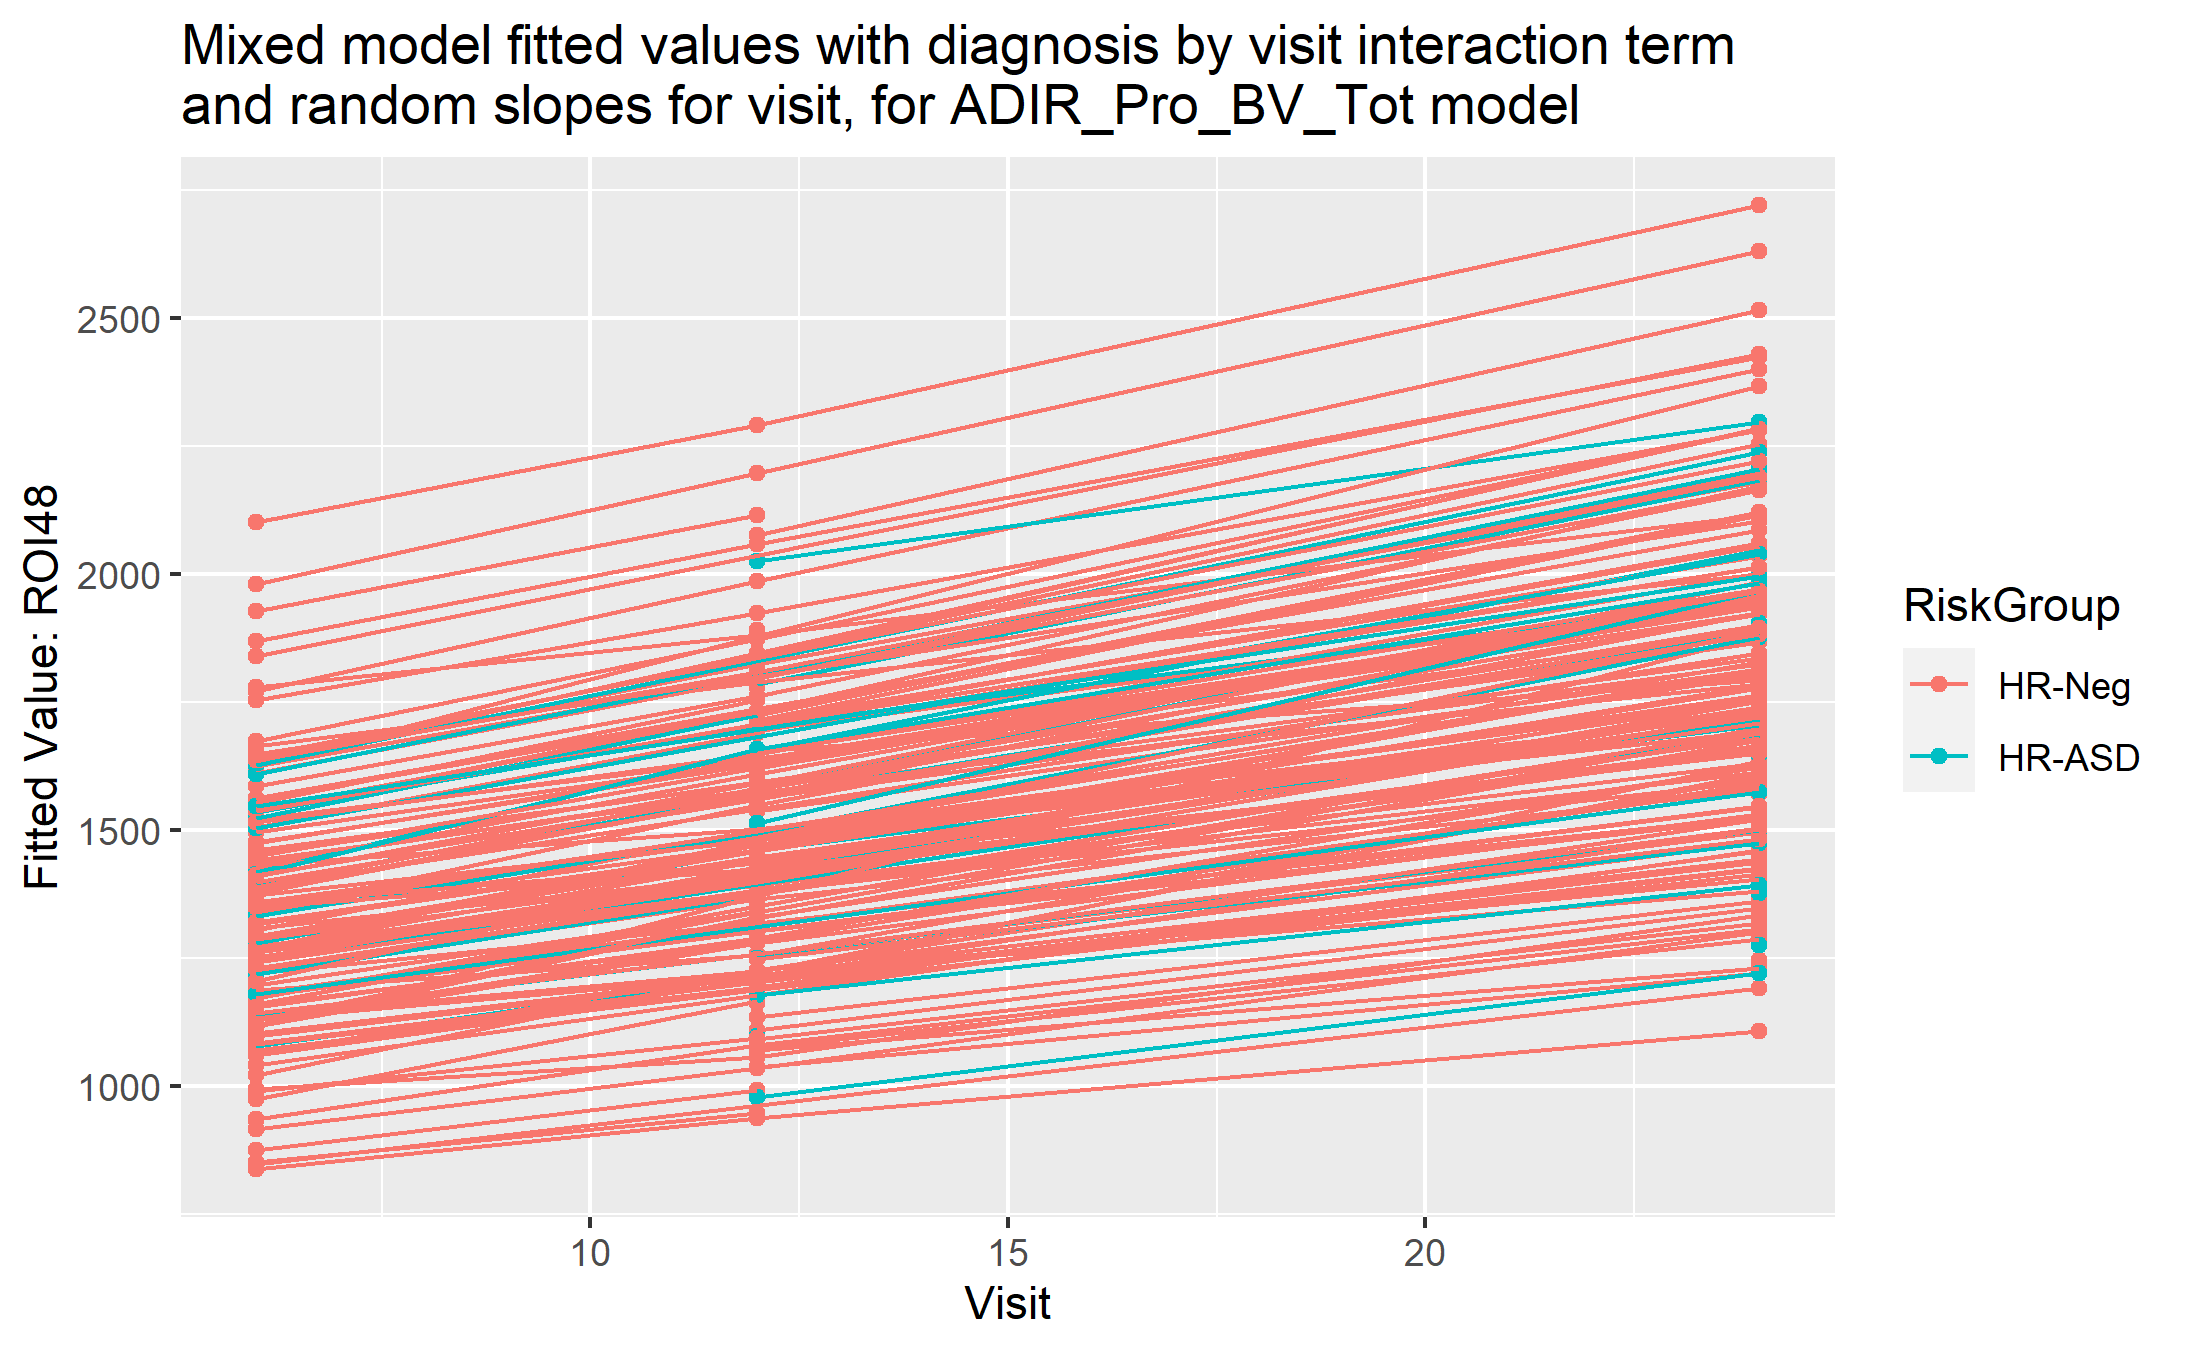 Mixed model fitted values with diagnosis by visit interaction term
and random slopes for visit, for ADIR_Pro_BV_Tot model
Fitted Value: ROI48
2500
2000
1500
1000
10
15
20
Visit
RiskGroup
HR-Neg
HR-ASD